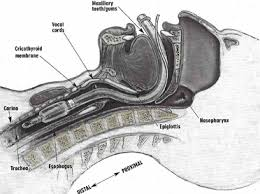 Maxillary
teeth/gums
Vocal
cords
Cricothyroid
membrane
Carina
Nasopharynx
Epiglottis
Trachea
Esophagus
DISTAL
PROXIMAL